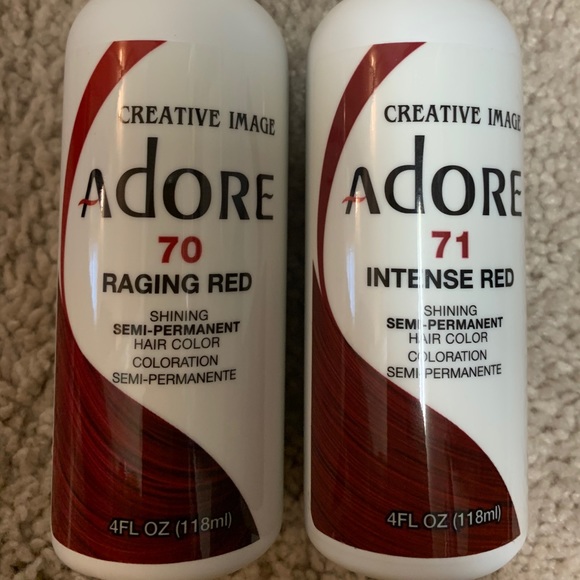 CREATIVE IMAGE
ADORE
70
RAGING RED
SHINING
SEMI-PERMANENT
HAIR COLOR
COLORATION
SEMI-PERMANENTE
4FL OZ (118ml)
CREATIVE IMAGE
ADORE
71
INTENSE RED
SHINING
SEMI-PERMANENT
HAIR COLOR
COLORATION
SEMI-PERMANENTE
4FL OZ (118ml)